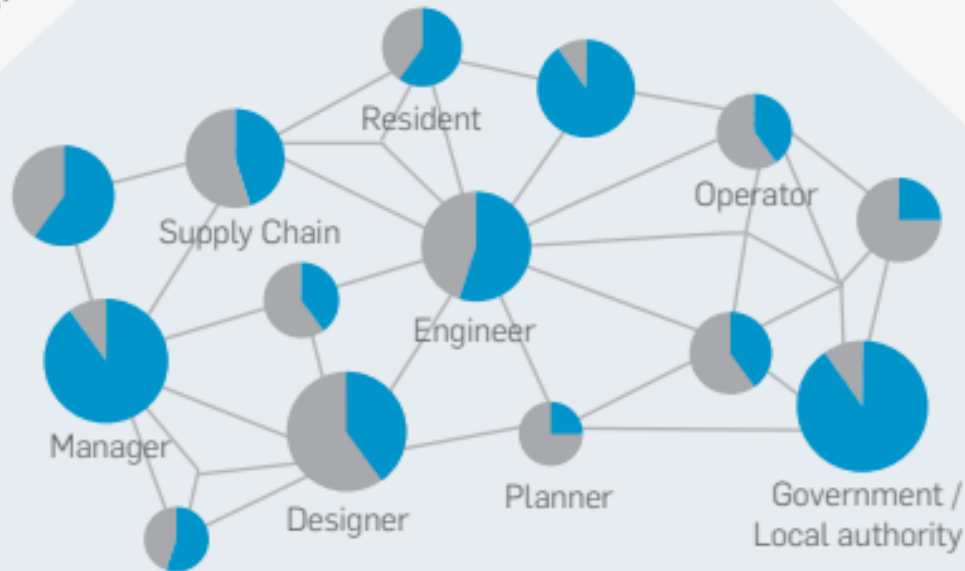 Resident
Operator
Supply Chain
Engineer
Manager
Planner
Designer
Government /
Local authority